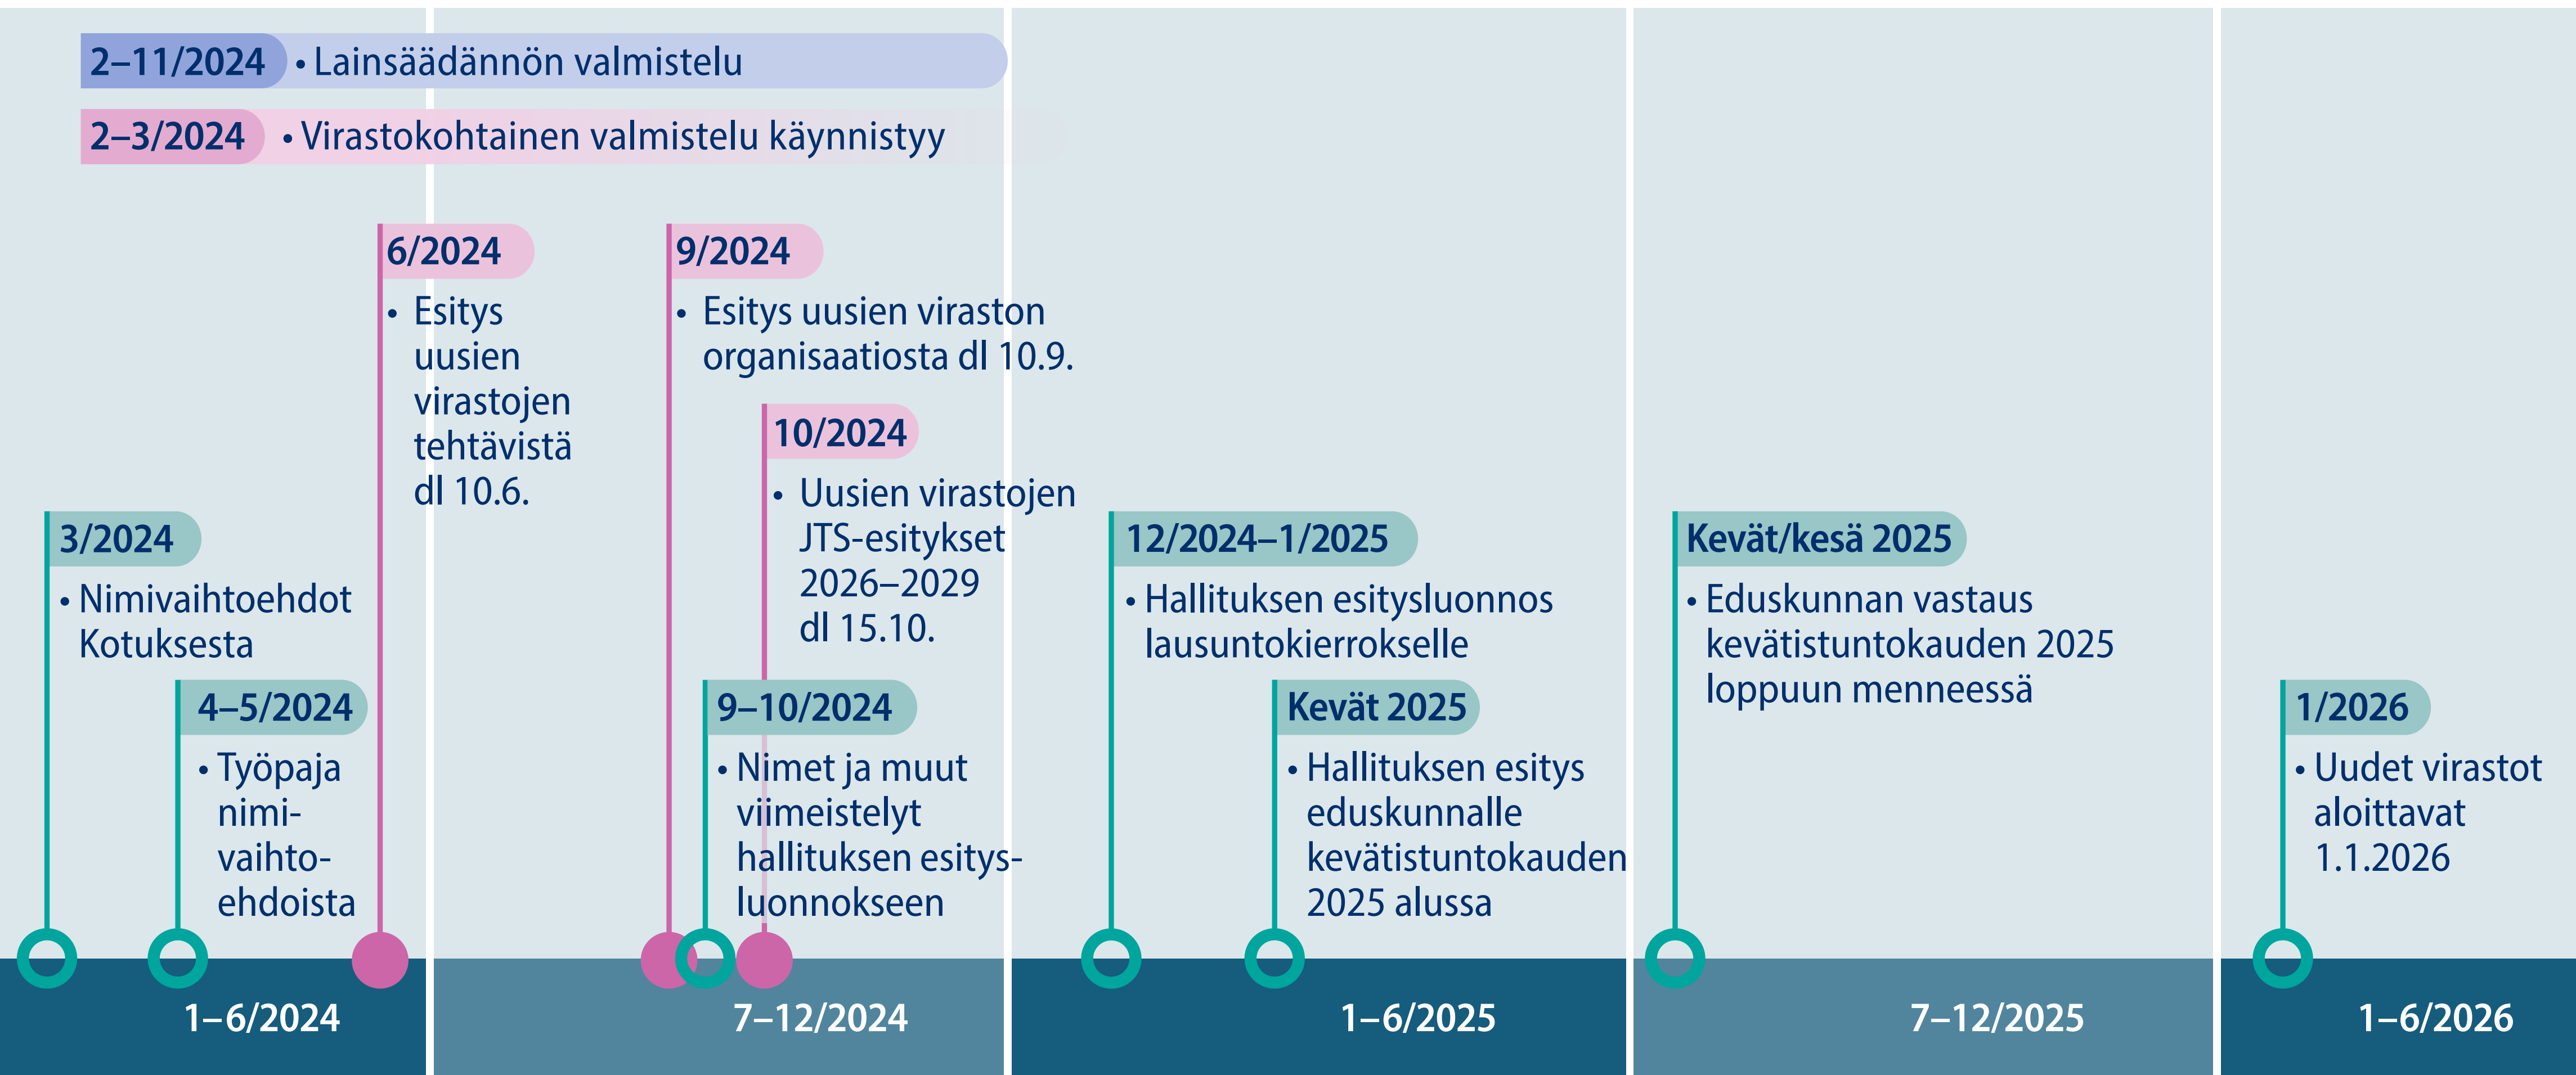 2–11/2024 • Lainsäädännön valmistelu
2–3/2024 • Virastokohtainen valmistelu käynnistyy
6/2024
• Esitys
uusien
virastojen
tehtävistä
dl 10.6.
9/2024
• Esitys uusien viraston
organisaatiosta dl 10.9.
10/2024
• Uusien virastojen
JTS-esitykset
2026–2029
dl 15.10.
3/2024
• Nimivaihtoehdot
Kotuksesta
4–5/2024
• Työpaja
nimi-
vaihto-
ehdoista
9–10/2024
• Nimet ja muut
viimeistelyt
hallituksen esitys-
luonnokseen
12/2024–1/2025
• Hallituksen esitysluonnos
lausuntokierrokselle
Kevät 2025
• Hallituksen esitys
eduskunnalle
kevätistuntokauden
2025 alussa
Kevät/kesä 2025
• Eduskunnan vastaus
kevätistuntokauden 2025
loppuun menneessä
1/2026
• Uudet virastot
aloittavat
1.1.2026
1–6/2024
7–12/2024
1–6/2025
7–12/2025
1–6/2026